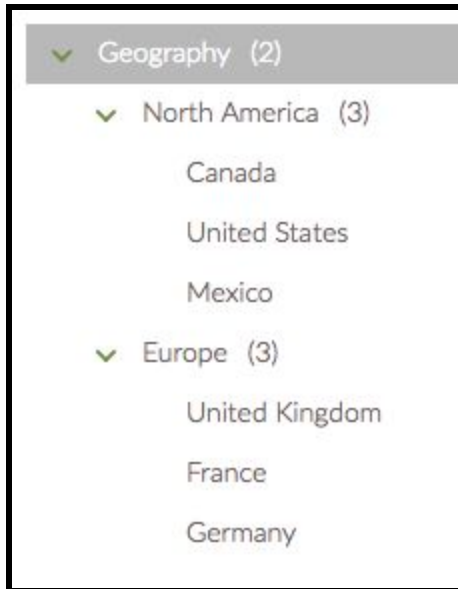 Geography (2)
North America (3)
Canada
United States
Mexico
Europe (3)
United Kingdom
France
Germany